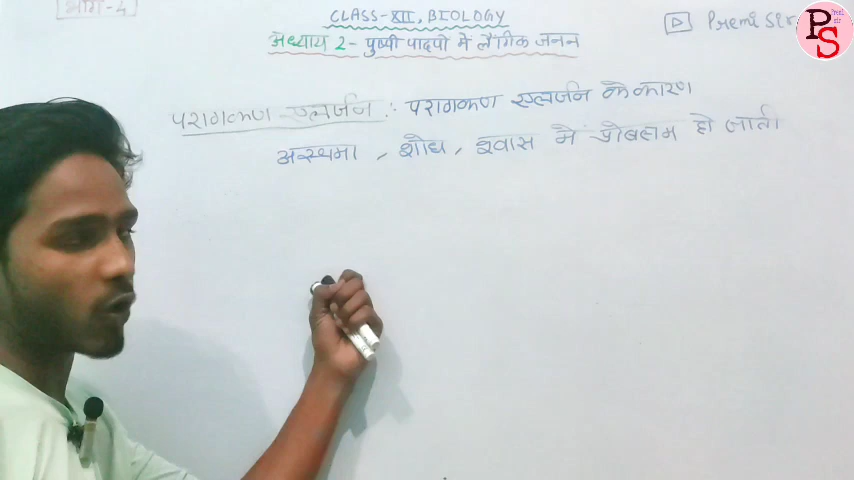 [भाग-4]
CLASS-XII, BIOLOGY
अध्याय 2- पुष्पी पादपो में लैंगिक जनन
Premi Sir
PS
परागकण एलर्जन :- परागकण एलर्जन के कारण
अस्थमा, शोध, श्वास में प्रोबलम हो जाती